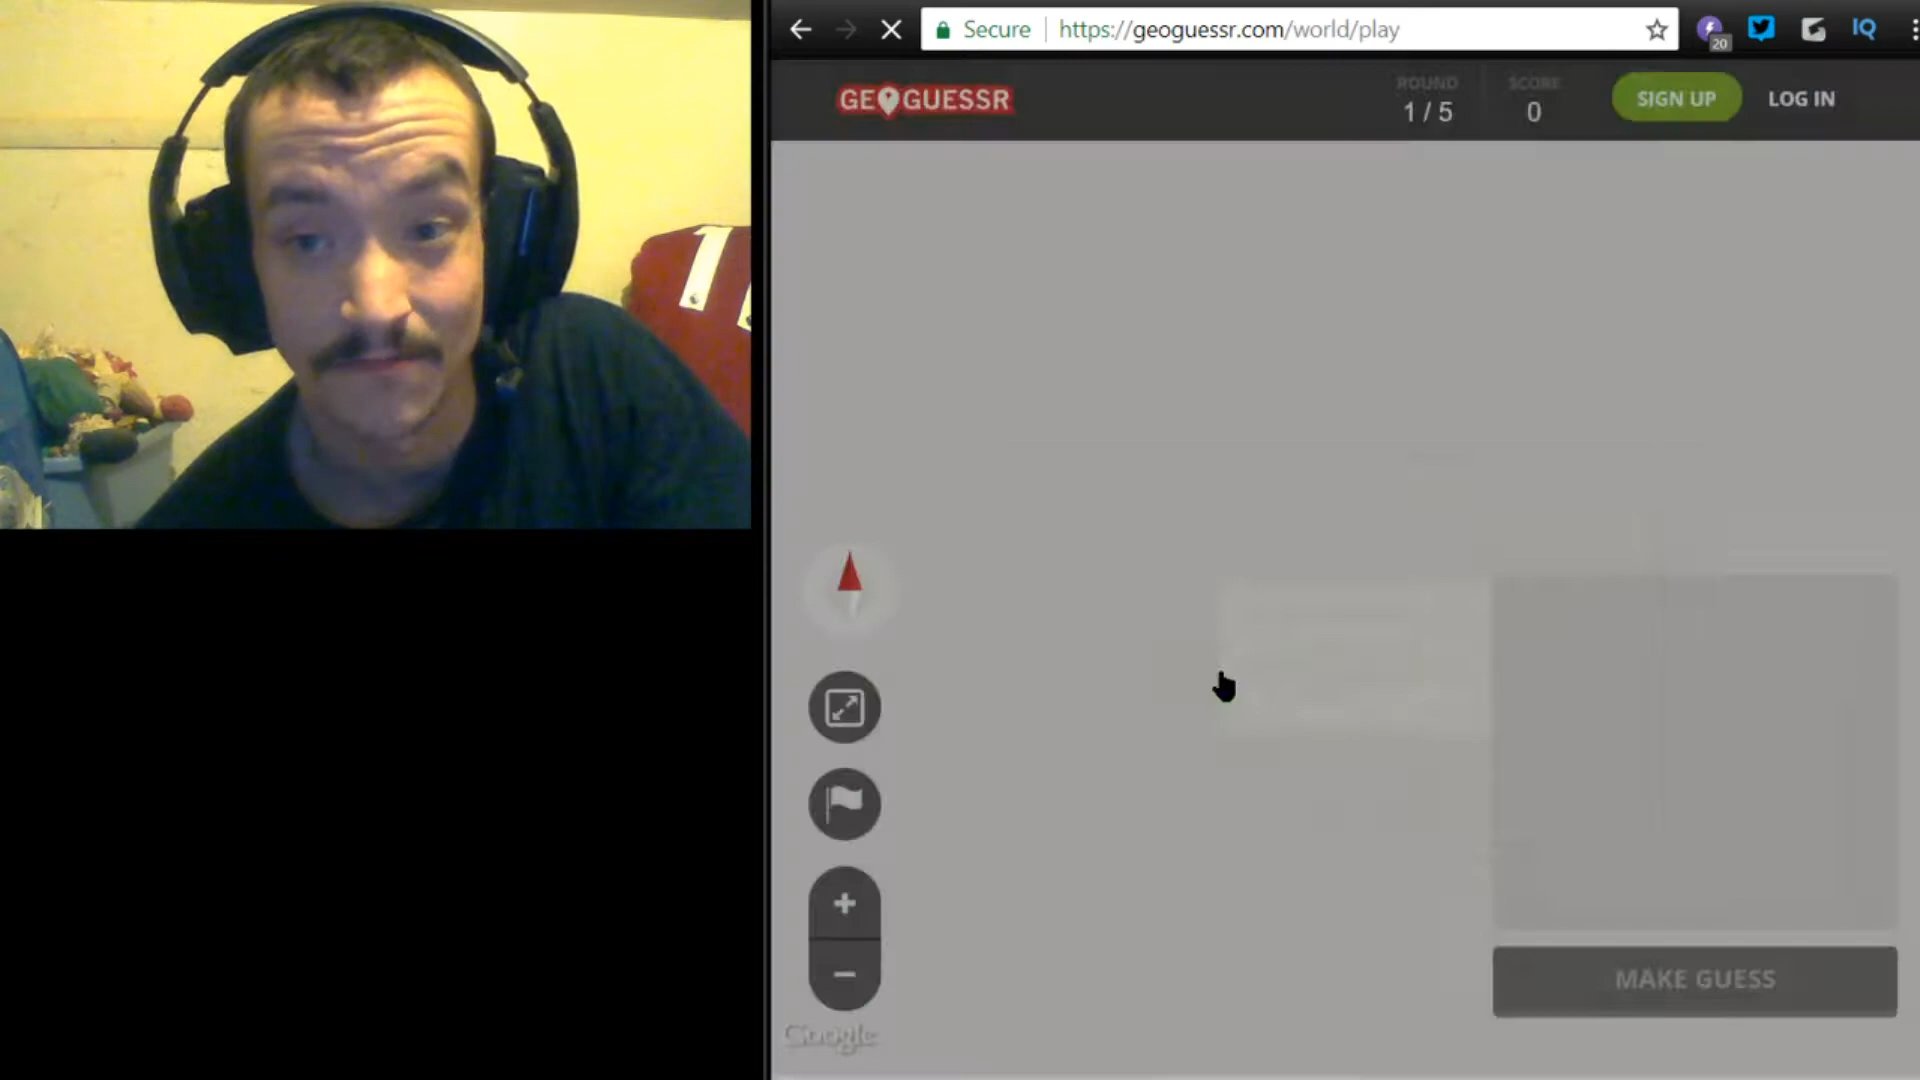 Secure https://geoguessr.com/world/play
20
IQ
GEOGUESSR
ROUND
1 / 5
SCORE
0
SIGN UP
LOG IN
1
MAKE GUESS
Google